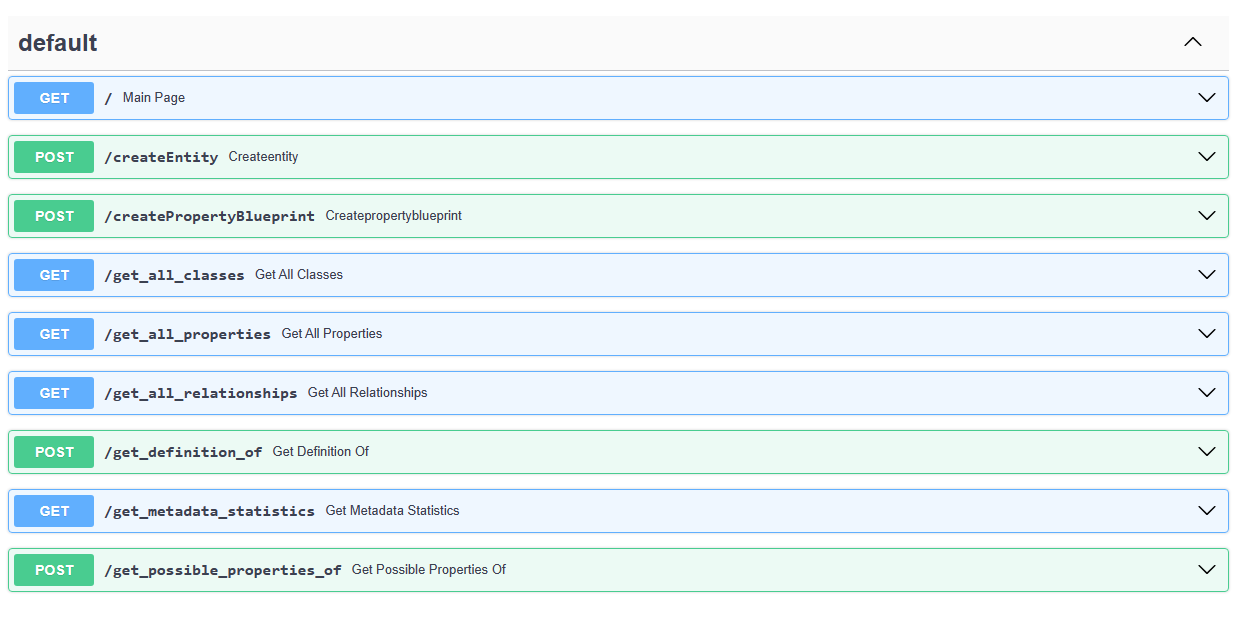 default
GET / Main Page
POST /createEntity Createentity
POST /createPropertyBlueprint Createpropertyblueprint
GET /get_all_classes Get All Classes
GET /get_all_properties Get All Properties
GET /get_all_relationships Get All Relationships
POST /get_definition_of Get Definition Of
GET /get_metadata_statistics Get Metadata Statistics
POST /get_possible_properties_of Get Possible Properties Of